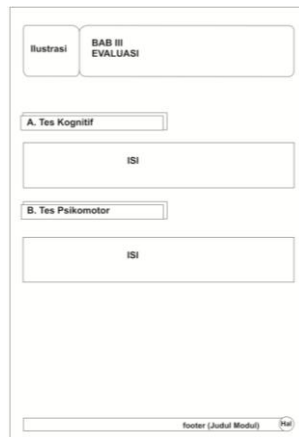 Ilustrasi
BAB III
EVALUASI
A. Tes Kognitif
ISI
B. Tes Psikomotor
ISI
footer (Judul Modul)
Hal